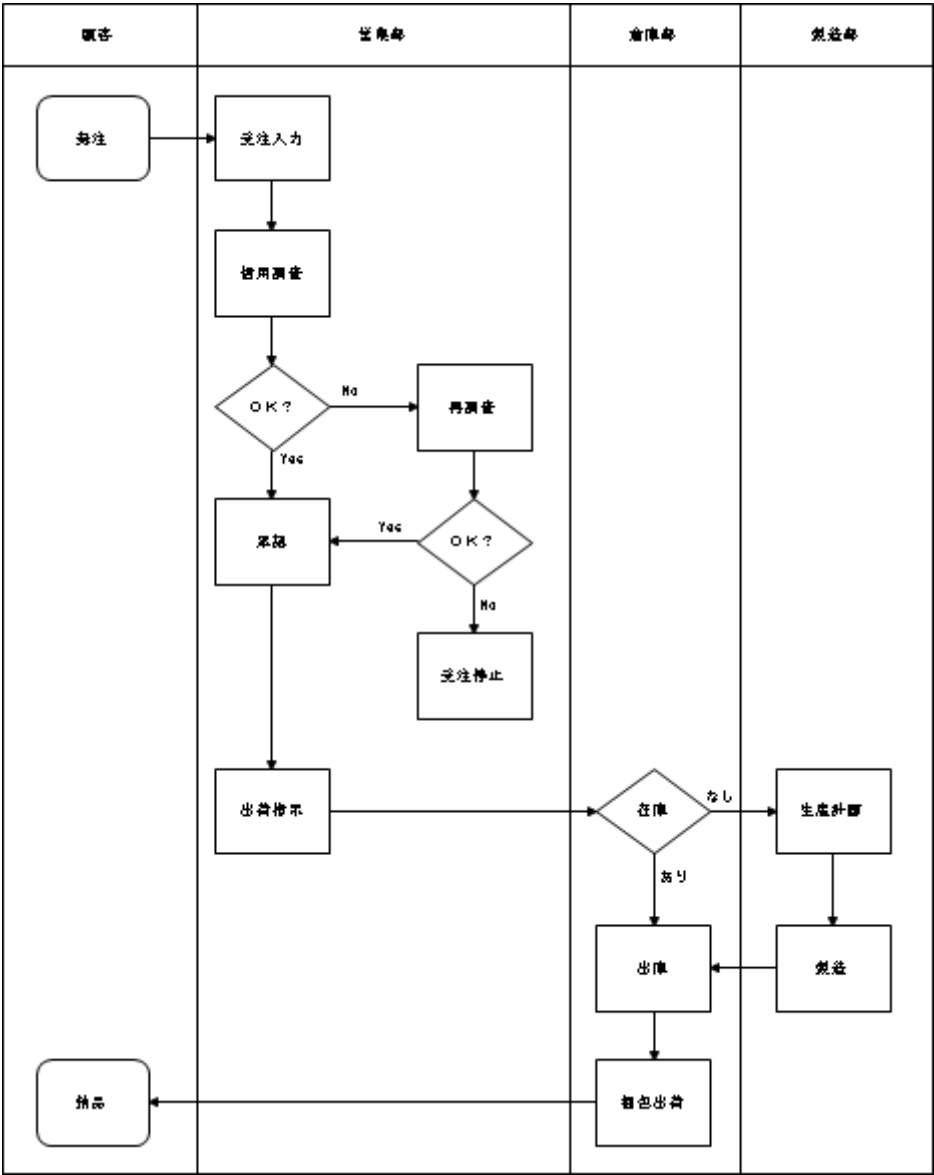 顧客
営業部
倉庫部
製造部
発注
受注入力
信用調査
OK?
No
再調査
Yes
承認
Yes
OK?
No
受注停止
出荷指示
在庫
なし
生産計画
あり
出庫
製造
納品
梱包出荷